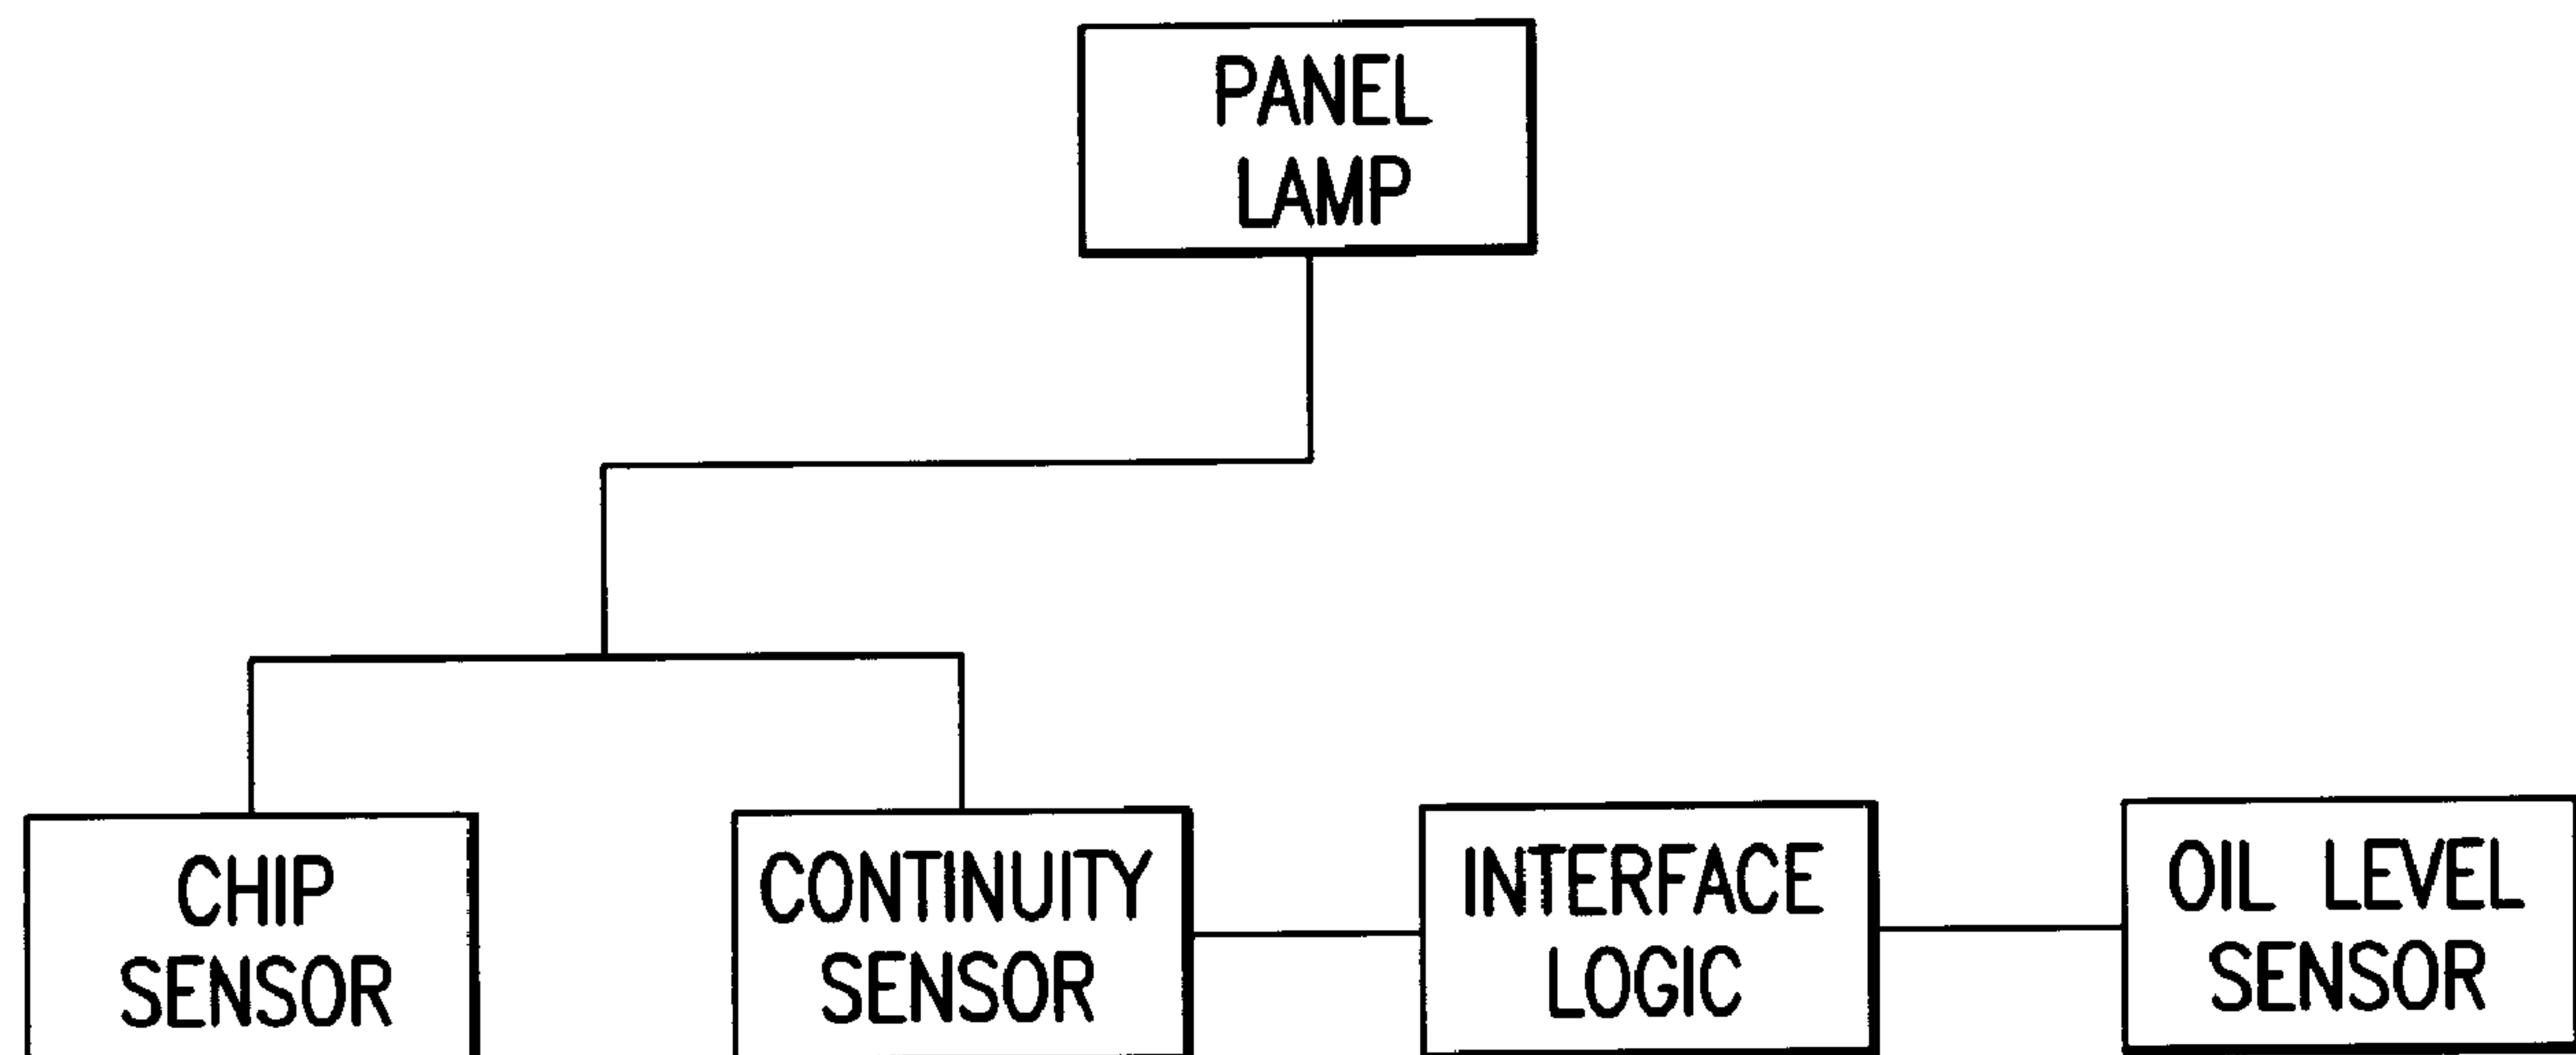 PANEL
LAMP
CHIP
SENSOR
CONTINUITY
SENSOR
INTERFACE
LOGIC
OIL LEVEL
SENSOR